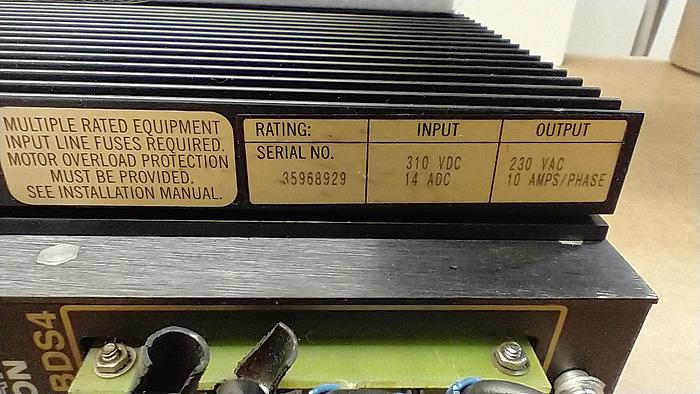 MULTIPLE RATED EQUIPMENT
INPUT LINE FUSES REQUIRED.
MOTOR OVERLOAD PROTECTION
MUST BE PROVIDED.
SEE INSTALLATION MANUAL.
RATING: INPUT OUTPUT
SERIAL NO.
35968929
310 VDC
14 ADC
230 VAC
10 AMPS/PHASE
BDS4